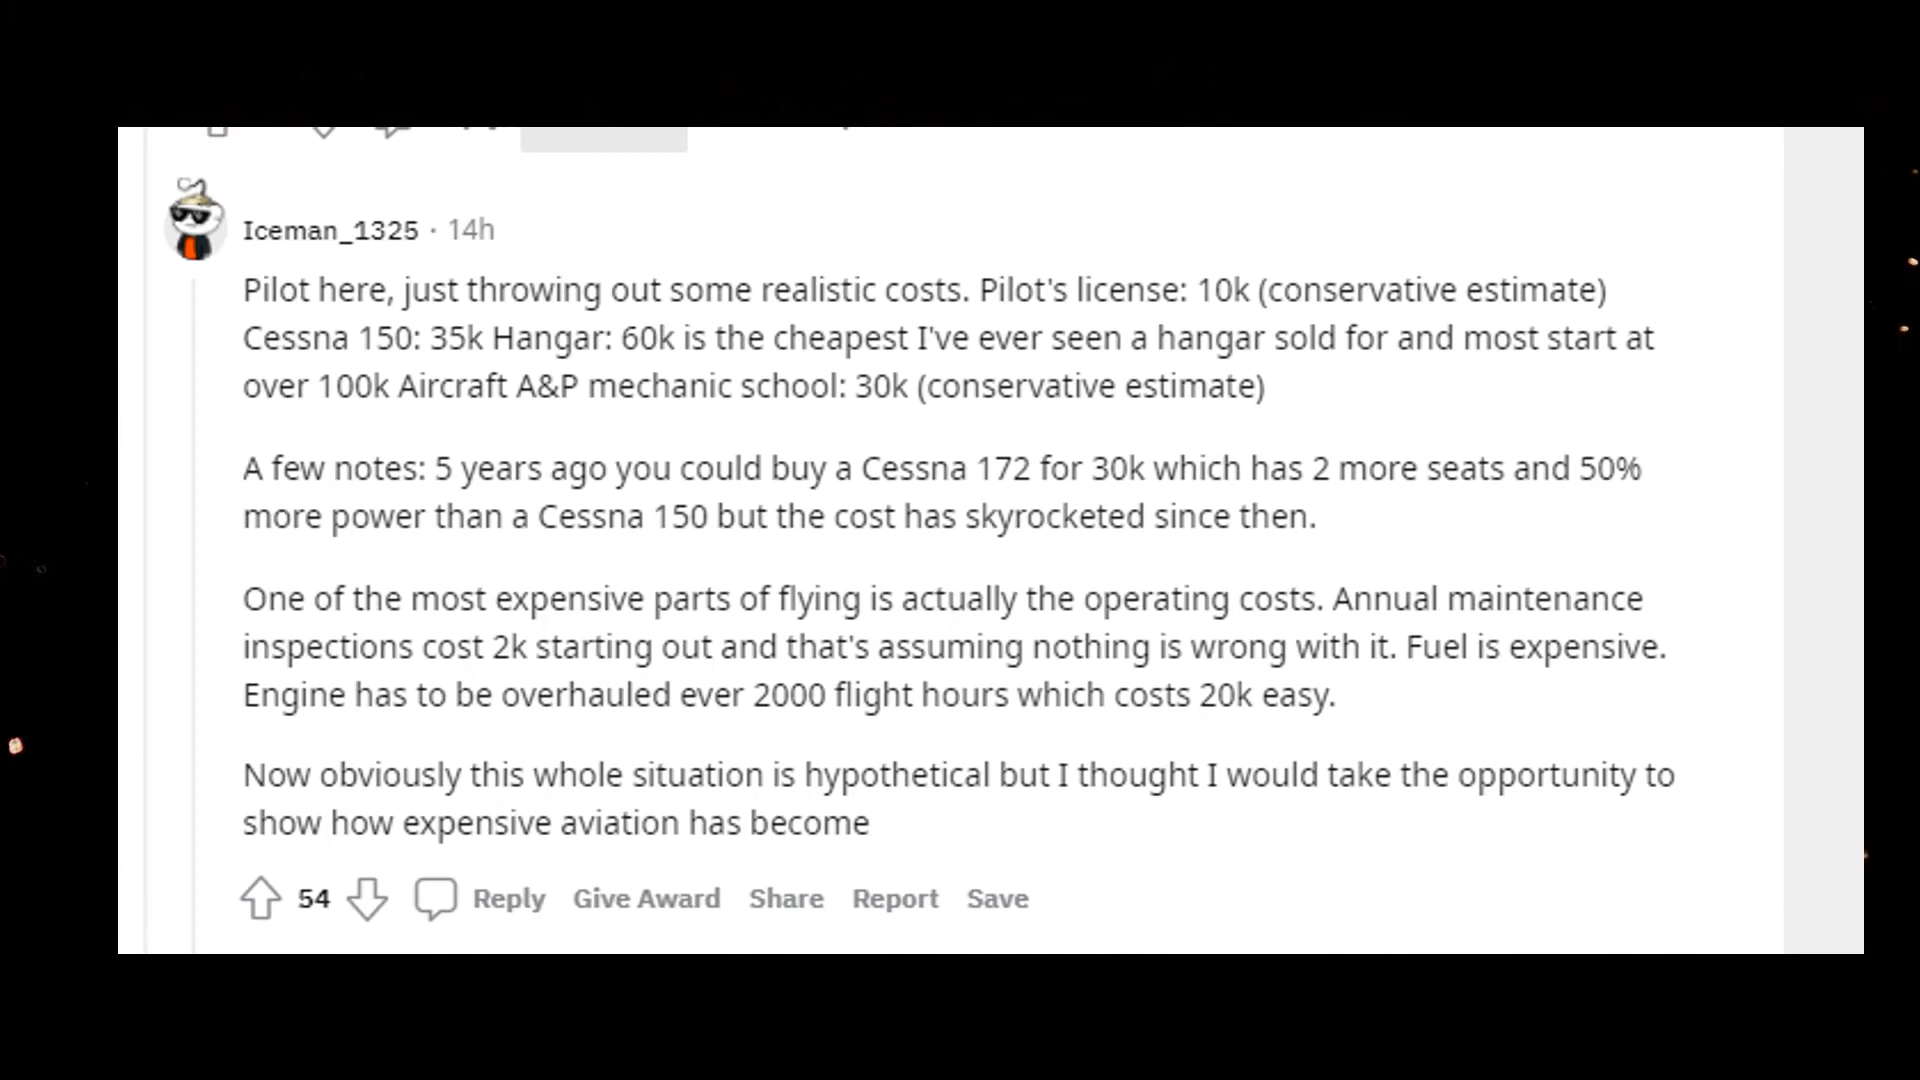 Iceman_1325 · 14h
Pilot here, just throwing out some realistic costs. Pilot's license: 10k (conservative estimate)
Cessna 150: 35k Hangar: 60k is the cheapest I've ever seen a hangar sold for and most start at
over 100k Aircraft A&P mechanic school: 30k (conservative estimate)
A few notes: 5 years ago you could buy a Cessna 172 for 30k which has 2 more seats and 50%
more power than a Cessna 150 but the cost has skyrocketed since then.
One of the most expensive parts of flying is actually the operating costs. Annual maintenance
inspections cost 2k starting out and that's assuming nothing is wrong with it. Fuel is expensive.
Engine has to be overhauled ever 2000 flight hours which costs 20k easy.
Now obviously this whole situation is hypothetical but I thought I would take the opportunity to
show how expensive aviation has become
54 Reply Give Award Share Report Save